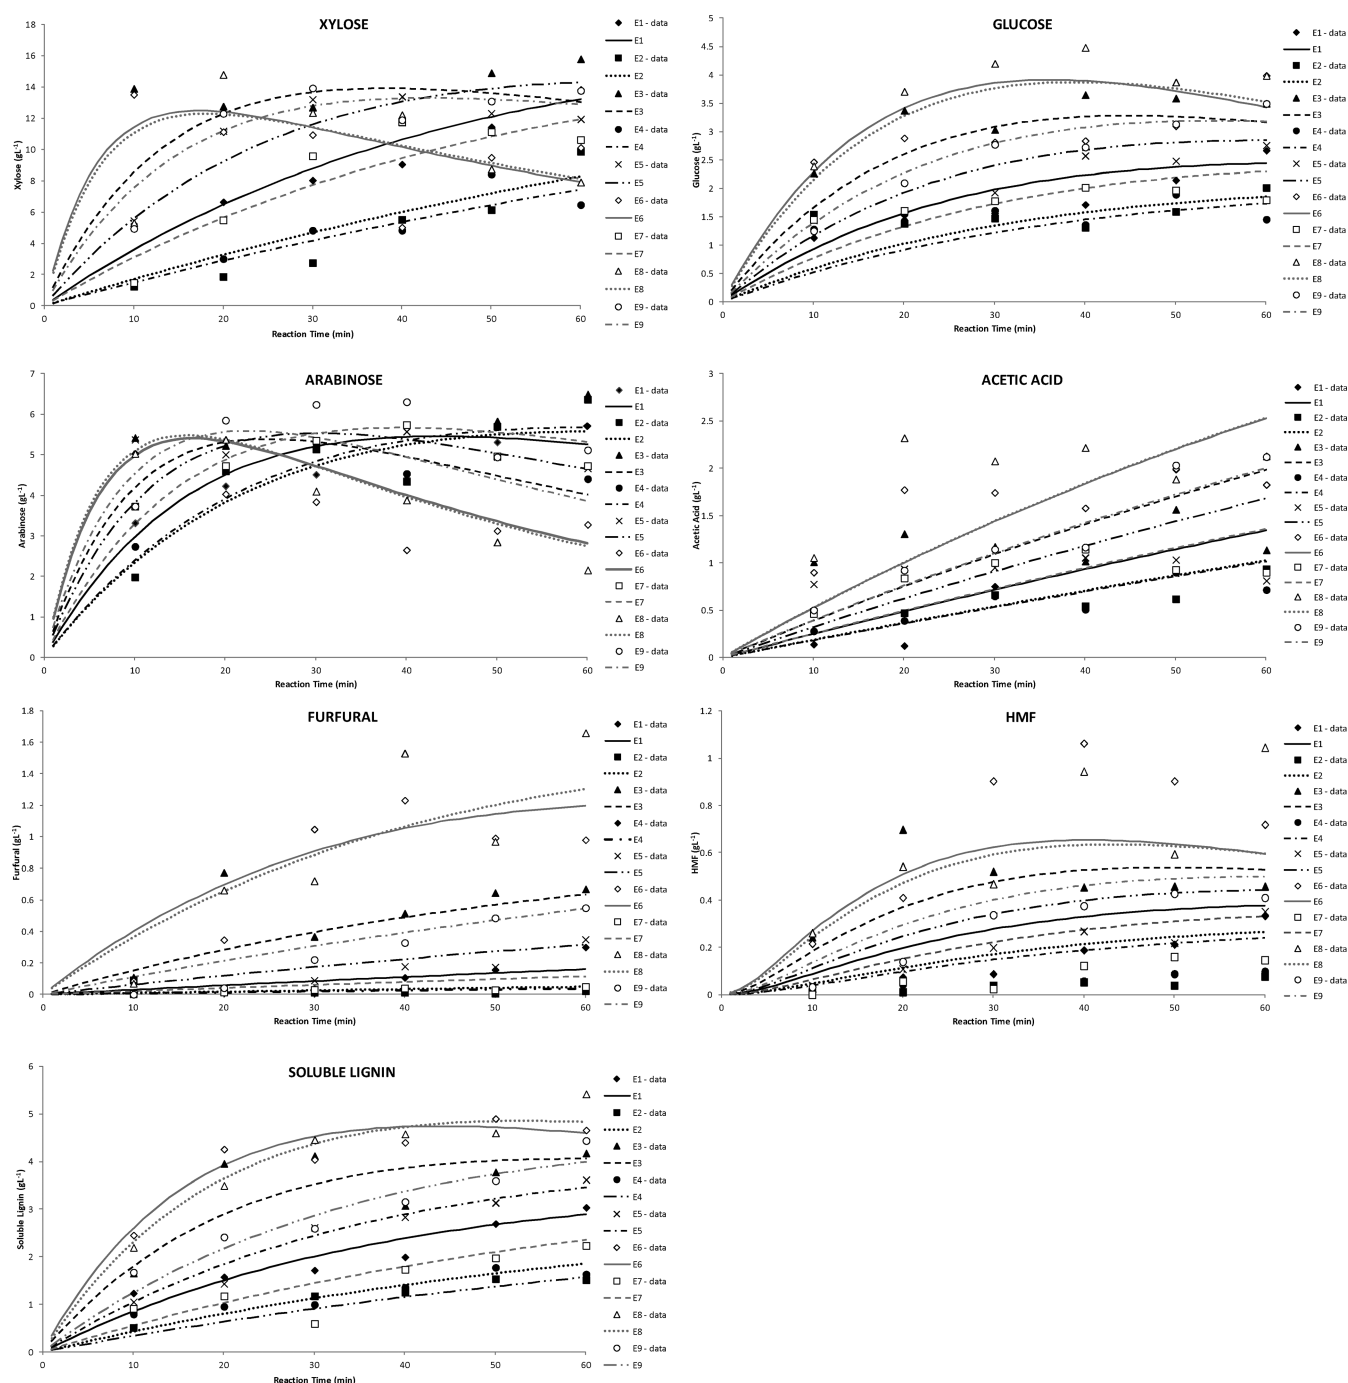 XYLOSE
18
16
14
12
10
8
6
4
2
0
Xylose (gL⁻¹)
0 10 20 30 40 50 60
Reaction Time (min)
E1 - data
E1
E2 - data
E2
E3 - data
E3
E4 - data
E4
E5 - data
E5
E6 - data
E6
E7 - data
E7
E8 - data
E8
E9 - data
E9
GLUCOSE
5
4.5
4
3.5
3
2.5
2
1.5
1
0.5
0
Glucose (gL⁻¹)
0 10 20 30 40 50 60
Reaction Time (min)
E1 - data
E1
E2 - data
E2
E3 - data
E3
E4 - data
E4
E5 - data
E5
E6 - data
E6
E7 - data
E7
E8 - data
E8
E9 - data
E9
ARABINOSE
7
6
5
4
3
2
1
0
Arabinose (gL⁻¹)
0 10 20 30 40 50 60
Reaction Time (min)
E1 - data
E1
E2 - data
E2
E3 - data
E3
E4 - data
E4
E5 - data
E5
E6 - data
E6
E7 - data
E7
E8 - data
E8
E9 - data
E9
ACETIC ACID
3
2.5
2
1.5
1
0.5
0
Acetic Acid (gL⁻¹)
0 10 20 30 40 50 60
Reaction Time (min)
E1 - data
E1
E2 - data
E2
E3 - data
E3
E4 - data
E4
E5 - data
E5
E6 - data
E6
E7 - data
E7
E8 - data
E8
E9 - data
E9
FURFURAL
1.8
1.6
1.4
1.2
1
0.8
0.6
0.4
0.2
0
Furfural (gL⁻¹)
0 10 20 30 40 50 60
Reaction Time (min)
E1 - data
E1
E2 - data
E2
E3 - data
E3
E4 - data
E4
E5 - data
E5
E6 - data
E6
E7 - data
E7
E8 - data
E8
E9 - data
E9
HMF
1.2
1
0.8
0.6
0.4
0.2
0
HMF (gL⁻¹)
0 10 20 30 40 50 60
Reaction Time (min)
E1 - data
E1
E2 - data
E2
E3 - data
E3
E4 - data
E4
E5 - data
E5
E6 - data
E6
E7 - data
E7
E8 - data
E8
E9 - data
E9
SOLUBLE LIGNIN
6
5
4
3
2
1
0
Soluble Lignin (gL⁻¹)
0 10 20 30 40 50 60
Reaction Time (min)
E1 - data
E1
E2 - data
E2
E3 - data
E3
E4 - data
E4
E5 - data
E5
E6 - data
E6
E7 - data
E7
E8 - data
E8
E9 - data
E9